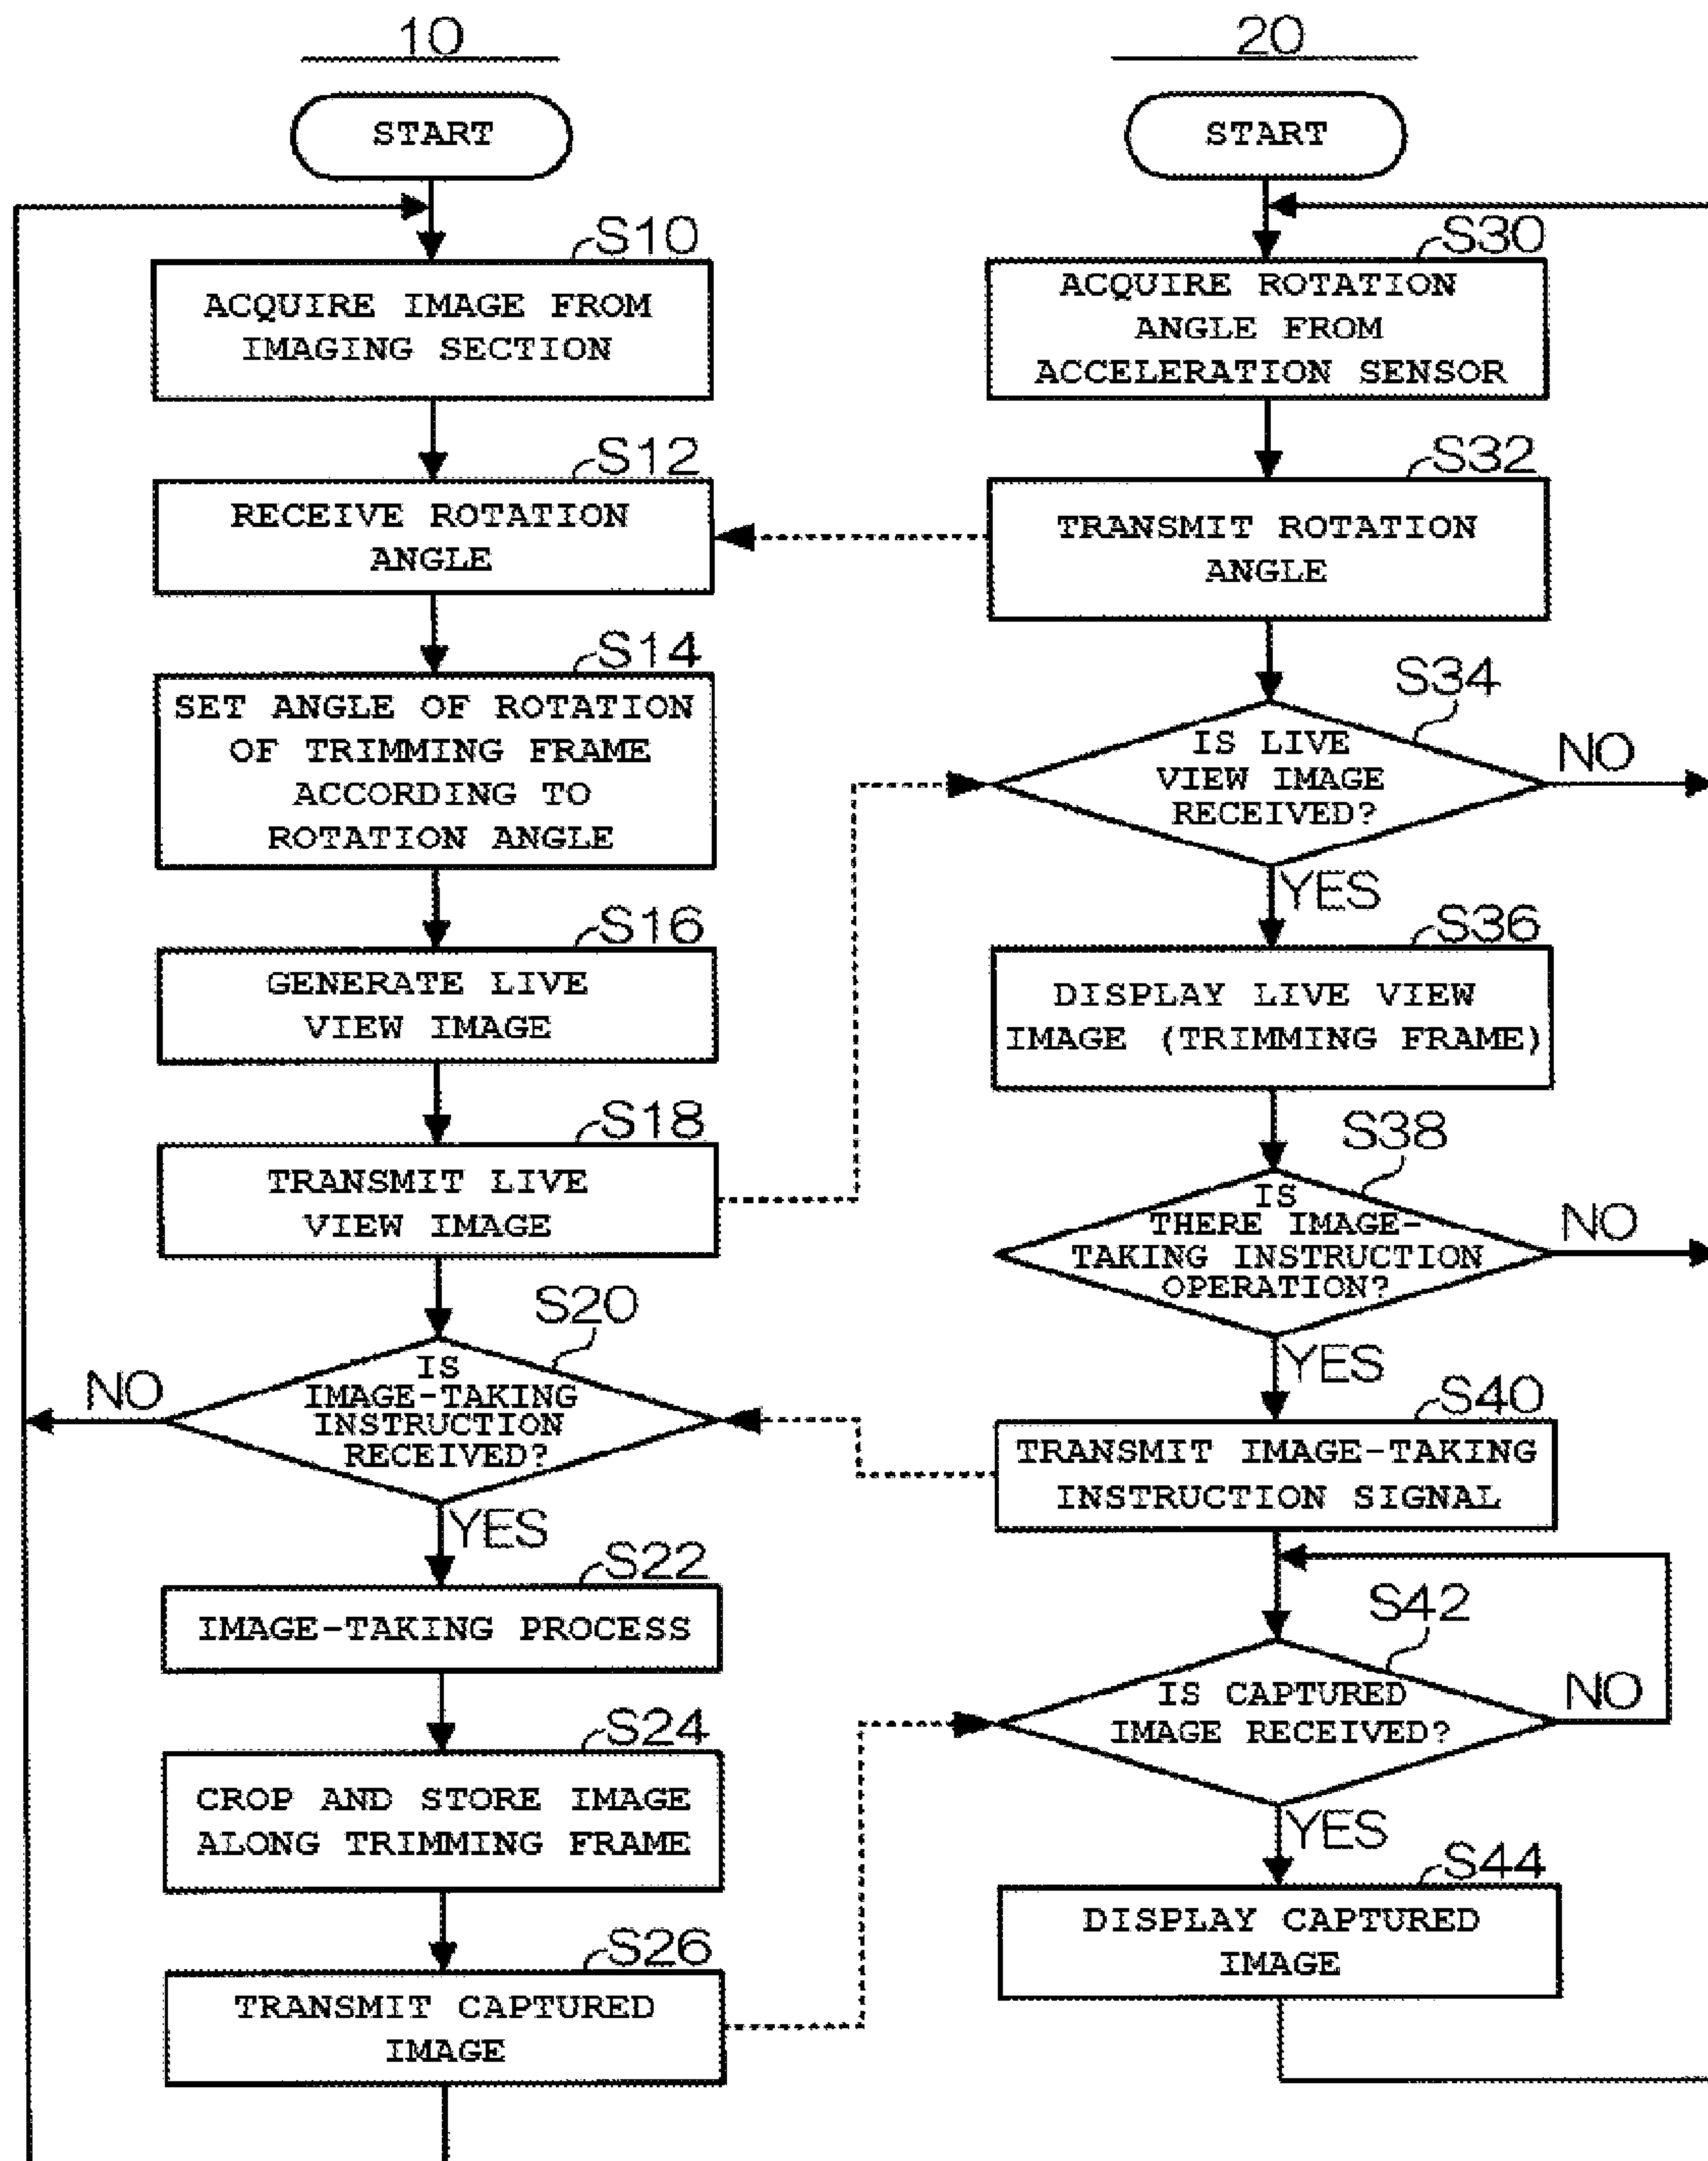 10
START
S10
ACQUIRE IMAGE FROM
IMAGING SECTION
S12
RECEIVE ROTATION
ANGLE
S14
SET ANGLE OF ROTATION
OF TRIMMING FRAME
ACCORDING TO
ROTATION ANGLE
S16
GENERATE LIVE
VIEW IMAGE
S18
TRANSMIT LIVE
VIEW IMAGE
S20
IS
IMAGE-TAKING
INSTRUCTION
RECEIVED?
NO
YES
S22
IMAGE-TAKING PROCESS
S24
CROP AND STORE IMAGE
ALONG TRIMMING FRAME
S26
TRANSMIT CAPTURED
IMAGE
20
START
S30
ACQUIRE ROTATION
ANGLE FROM
ACCELERATION SENSOR
S32
TRANSMIT ROTATION
ANGLE
S34
IS LIVE
VIEW IMAGE
RECEIVED?
NO
YES
S36
DISPLAY LIVE VIEW
IMAGE (TRIMMING FRAME)
S38
IS
THERE IMAGE-
TAKING INSTRUCTION
OPERATION?
NO
YES
S40
TRANSMIT IMAGE-TAKING
INSTRUCTION SIGNAL
S42
IS CAPTURED
IMAGE RECEIVED?
NO
YES
S44
DISPLAY CAPTURED
IMAGE